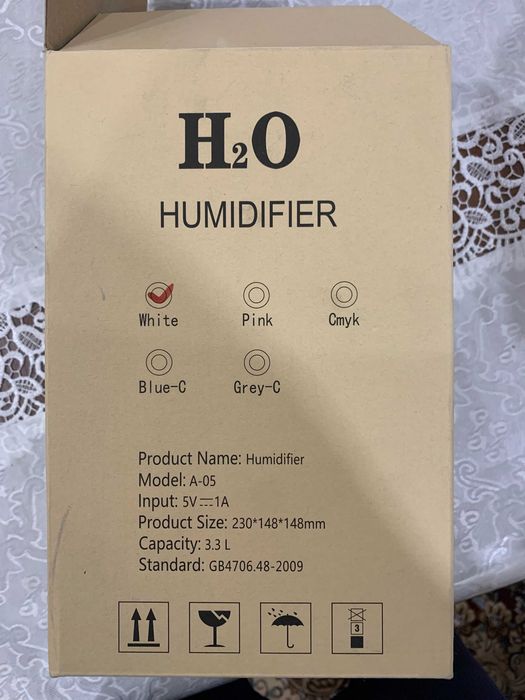 H₂O
HUMIDIFIER
White Pink Cmyk
Blue-C Grey-C
Product Name: Humidifier
Model: A-05
Input: 5V⎓1A
Product Size: 230*148*148mm
Capacity: 3.3 L
Standard: GB4706.48-2009
3